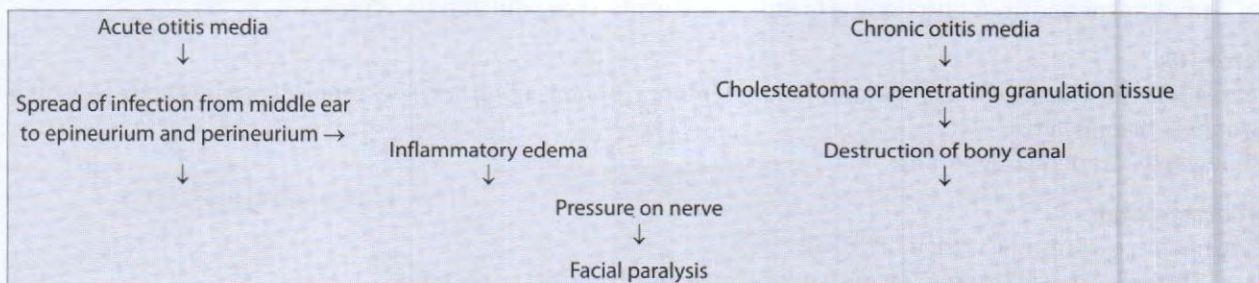 Acute otitis media
↓
Spread of infection from middle ear
to epineurium and perineurium →
↓
Inflammatory edema
↓
Chronic otitis media
↓
Cholesteatoma or penetrating granulation tissue
↓
Destruction of bony canal
↓
Pressure on nerve
↓
Facial paralysis